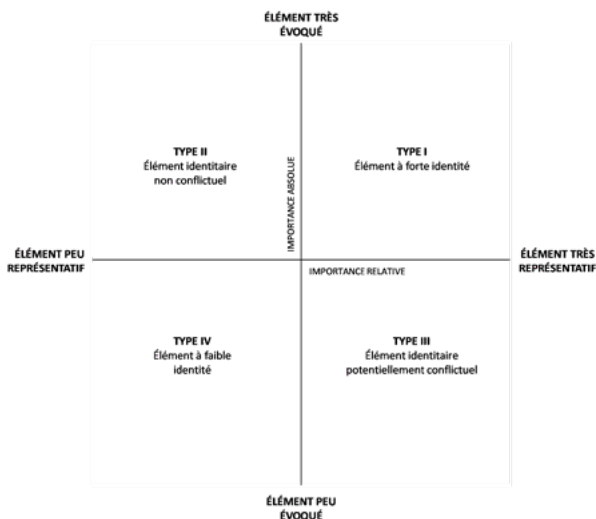 ÉLÉMENT TRÈS
ÉVOQUÉ
TYPE II
Élément identitaire
non conflictuel
IMPORTANCE ABSOLUE
TYPE I
Élément à forte identité
ÉLÉMENT PEU
REPRÉSENTATIF
IMPORTANCE RELATIVE
ÉLÉMENT TRÈS
REPRÉSENTATIF
TYPE IV
Élément à faible
identité
TYPE III
Élément identitaire
potentiellement conflictuel
ÉLÉMENT PEU
ÉVOQUÉ